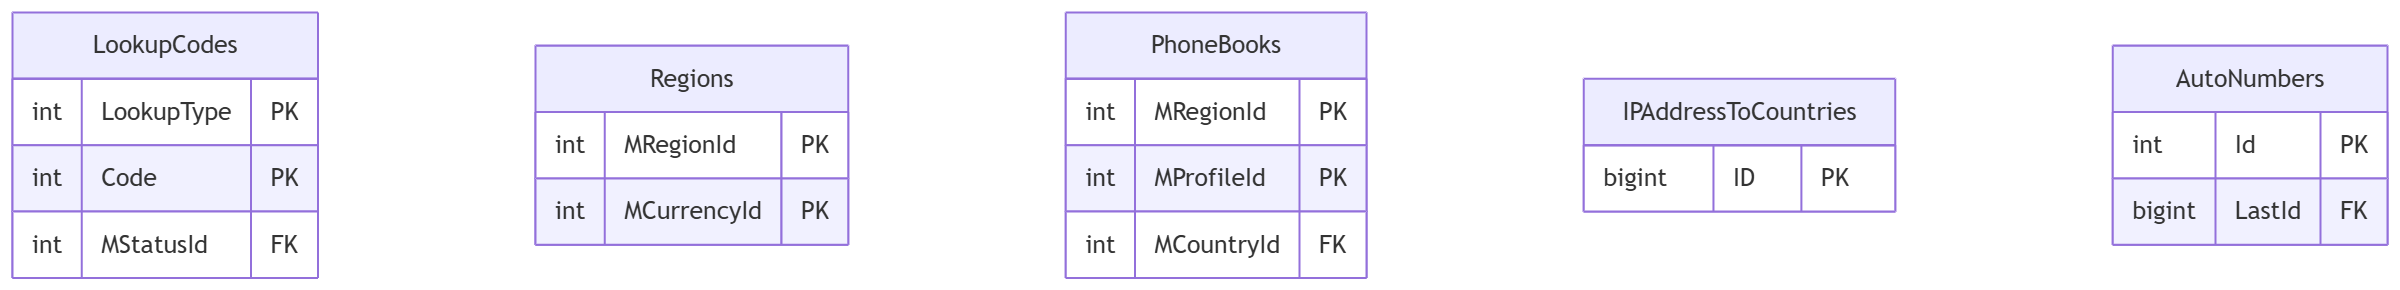 LookupCodes
int LookupType PK
int Code PK
int MStatusId FK
Regions
int MRegionId PK
int MCurrencyId PK
PhoneBooks
int MRegionId PK
int MProfileId PK
int MCountryId FK
IPAddressToCountries
bigint ID PK
AutoNumbers
int Id PK
bigint LastId FK